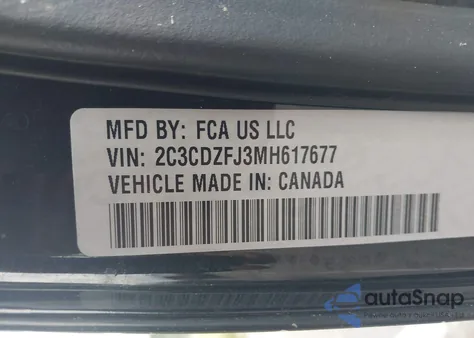 MFD BY: FCA US LLC
VIN: 2C3CDZFJ3MH617677
VEHICLE MADE IN: CANADA
autoSnap